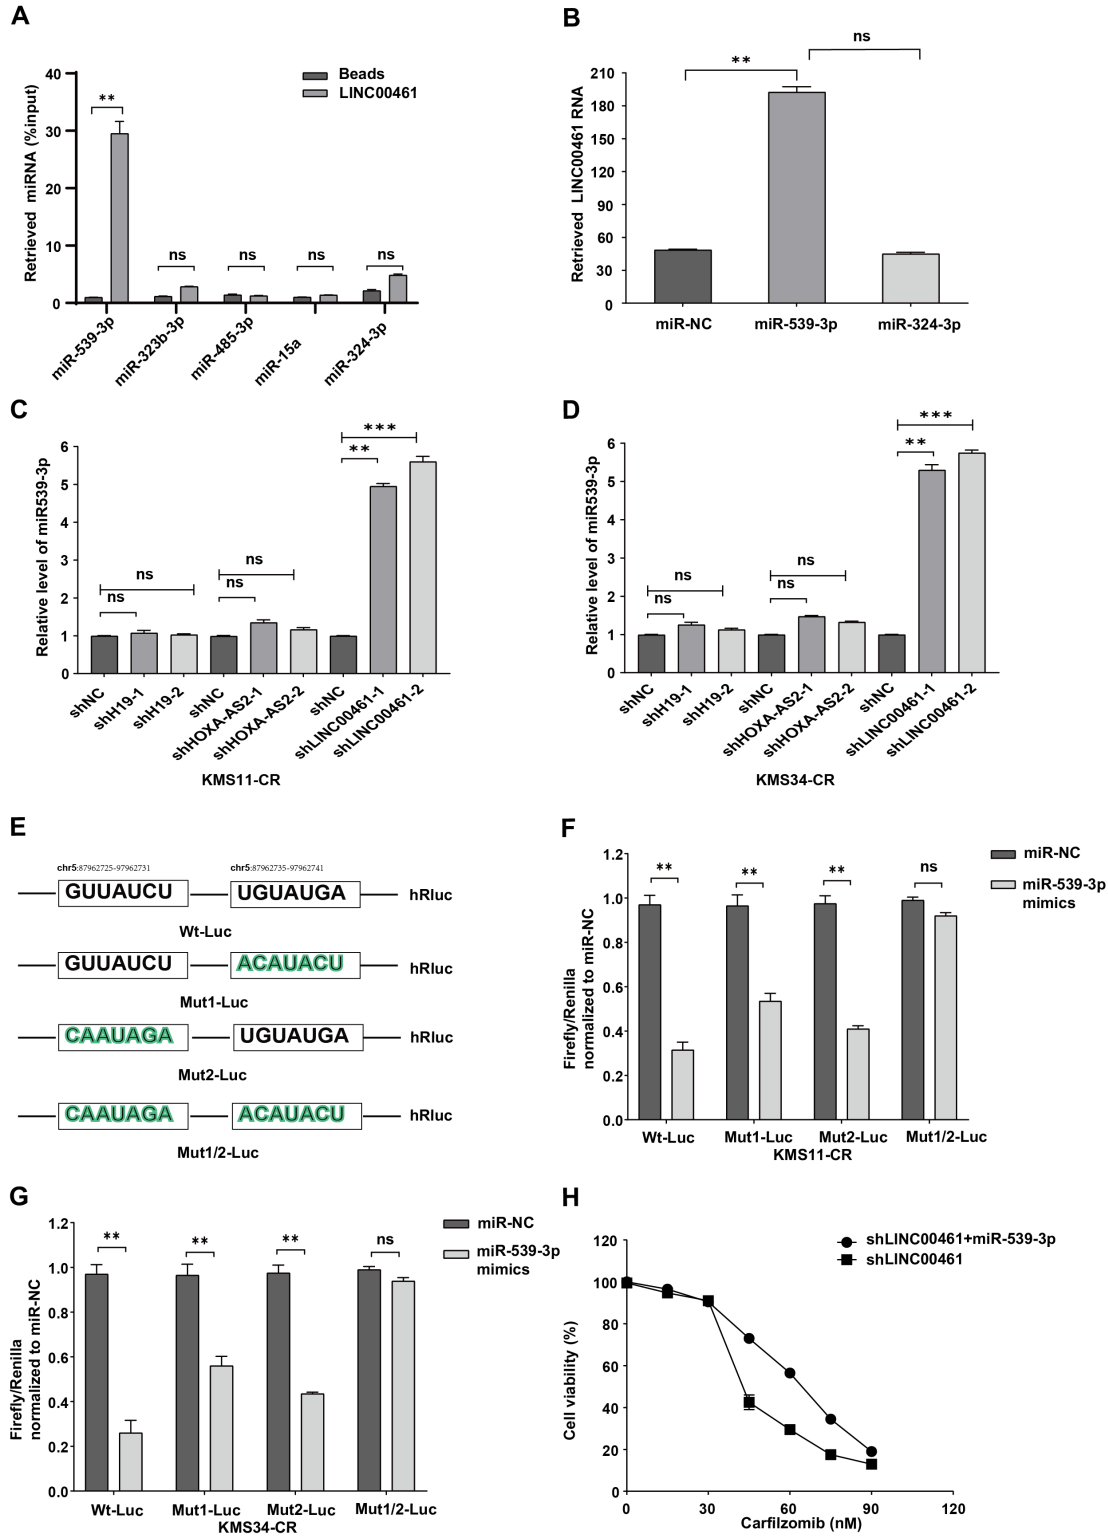 A
Retrieved miRNA (%input)
40
30
20
10
0
Beads
LINC00461
**
ns
ns
ns
ns
miR-539-3p
miR-323b-3p
miR-485-3p
miR-15a
miR-324-3p
B
Retrieved LINC00461 RNA
210
180
150
120
90
60
30
0
**
ns
miR-NC
miR-539-3p
miR-324-3p
C
Relative level of miR539-3p
6
5
4
3
2
1
0
ns
ns
ns
ns
**
***
shNC
shH19-1
shH19-2
shNC
shHOXA-AS2-1
shHOXA-AS2-2
shNC
shLINC00461-1
shLINC00461-2
KMS11-CR
D
Relative level of miR539-3p
6
5
4
3
2
1
0
ns
ns
ns
ns
**
***
shNC
shH19-1
shH19-2
shNC
shHOXA-AS2-1
shHOXA-AS2-2
shNC
shLINC00461-1
shLINC00461-2
KMS34-CR
E
chr5:87962725-97962731
chr5:87962735-97962741
GUUAUCU UGUAUGA hRluc
Wt-Luc
GUUAUCU ACAUACU hRluc
Mut1-Luc
CAAUAGA UGUAUGA hRluc
Mut2-Luc
CAAUAGA ACAUACU hRluc
Mut1/2-Luc
F
Firefly/Renilla
normalized to miR-NC
1.2
1.0
0.8
0.6
0.4
0.2
0.0
**
**
**
ns
miR-NC
miR-539-3p
mimics
Wt-Luc
Mut1-Luc
Mut2-Luc
Mut1/2-Luc
KMS11-CR
G
Firefly/Renilla
normalized to miR-NC
1.2
1.0
0.8
0.6
0.4
0.2
0.0
**
**
**
ns
miR-NC
miR-539-3p
mimics
Wt-Luc
Mut1-Luc
Mut2-Luc
Mut1/2-Luc
KMS34-CR
H
Cell viability (%)
120
100
80
60
40
20
0
shLINC00461+miR-539-3p
shLINC00461
0
30
60
90
120
Carfilzomib (nM)